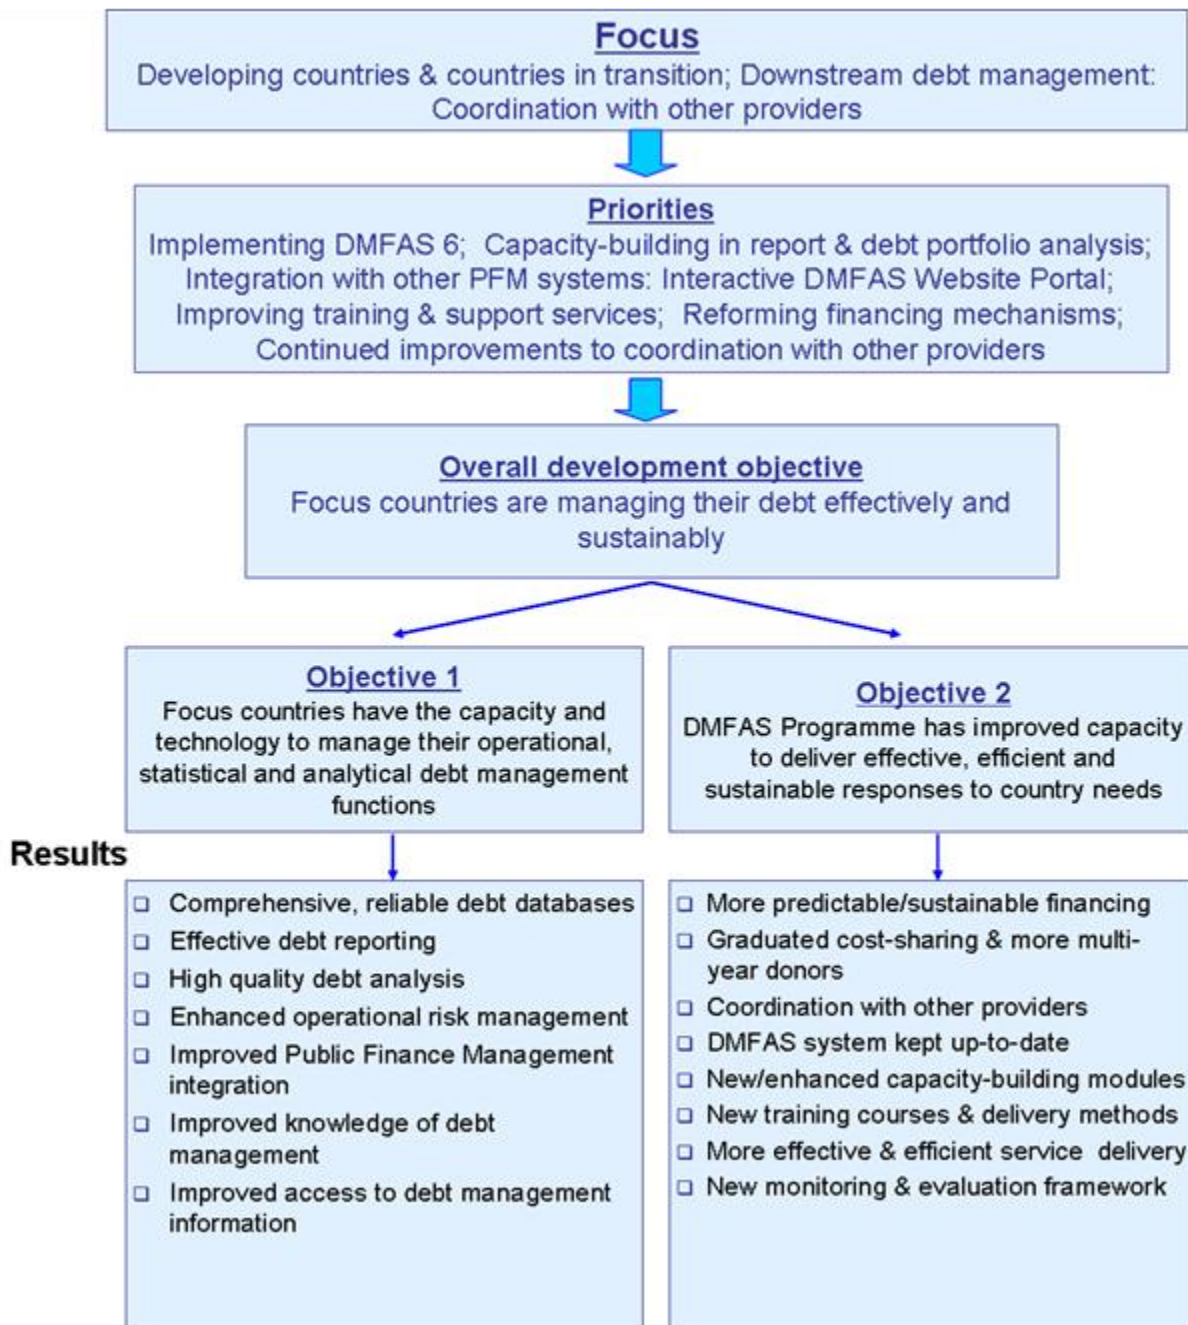 Focus
Developing countries & countries in transition; Downstream debt management:
Coordination with other providers
Priorities
Implementing DMFAS 6; Capacity-building in report & debt portfolio analysis;
Integration with other PFM systems: Interactive DMFAS Website Portal;
Improving training & support services; Reforming financing mechanisms;
Continued improvements to coordination with other providers
Overall development objective
Focus countries are managing their debt effectively and
sustainably
Objective 1
Focus countries have the capacity and
technology to manage their operational,
statistical and analytical debt management
functions
Objective 2
DMFAS Programme has improved capacity
to deliver effective, efficient and
sustainable responses to country needs
Results
Comprehensive, reliable debt databases
Effective debt reporting
High quality debt analysis
Enhanced operational risk management
Improved Public Finance Management
integration
Improved knowledge of debt
management
Improved access to debt management
information
More predictable/sustainable financing
Graduated cost-sharing & more multi-
year donors
Coordination with other providers
DMFAS system kept up-to-date
New/enhanced capacity-building modules
New training courses & delivery methods
More effective & efficient service delivery
New monitoring & evaluation framework